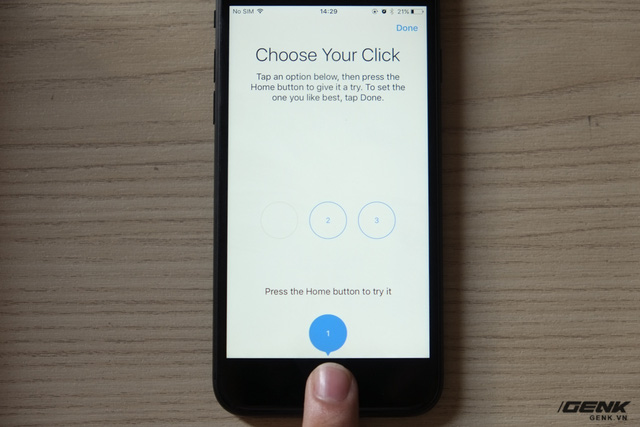 No SIM 14:29 21%
Done
Choose Your Click
Tap an option below, then press the
Home button to give it a try. To set the
one you like best, tap Done.
2 3
Press the Home button to try it
1
/GENK
GENK.VN